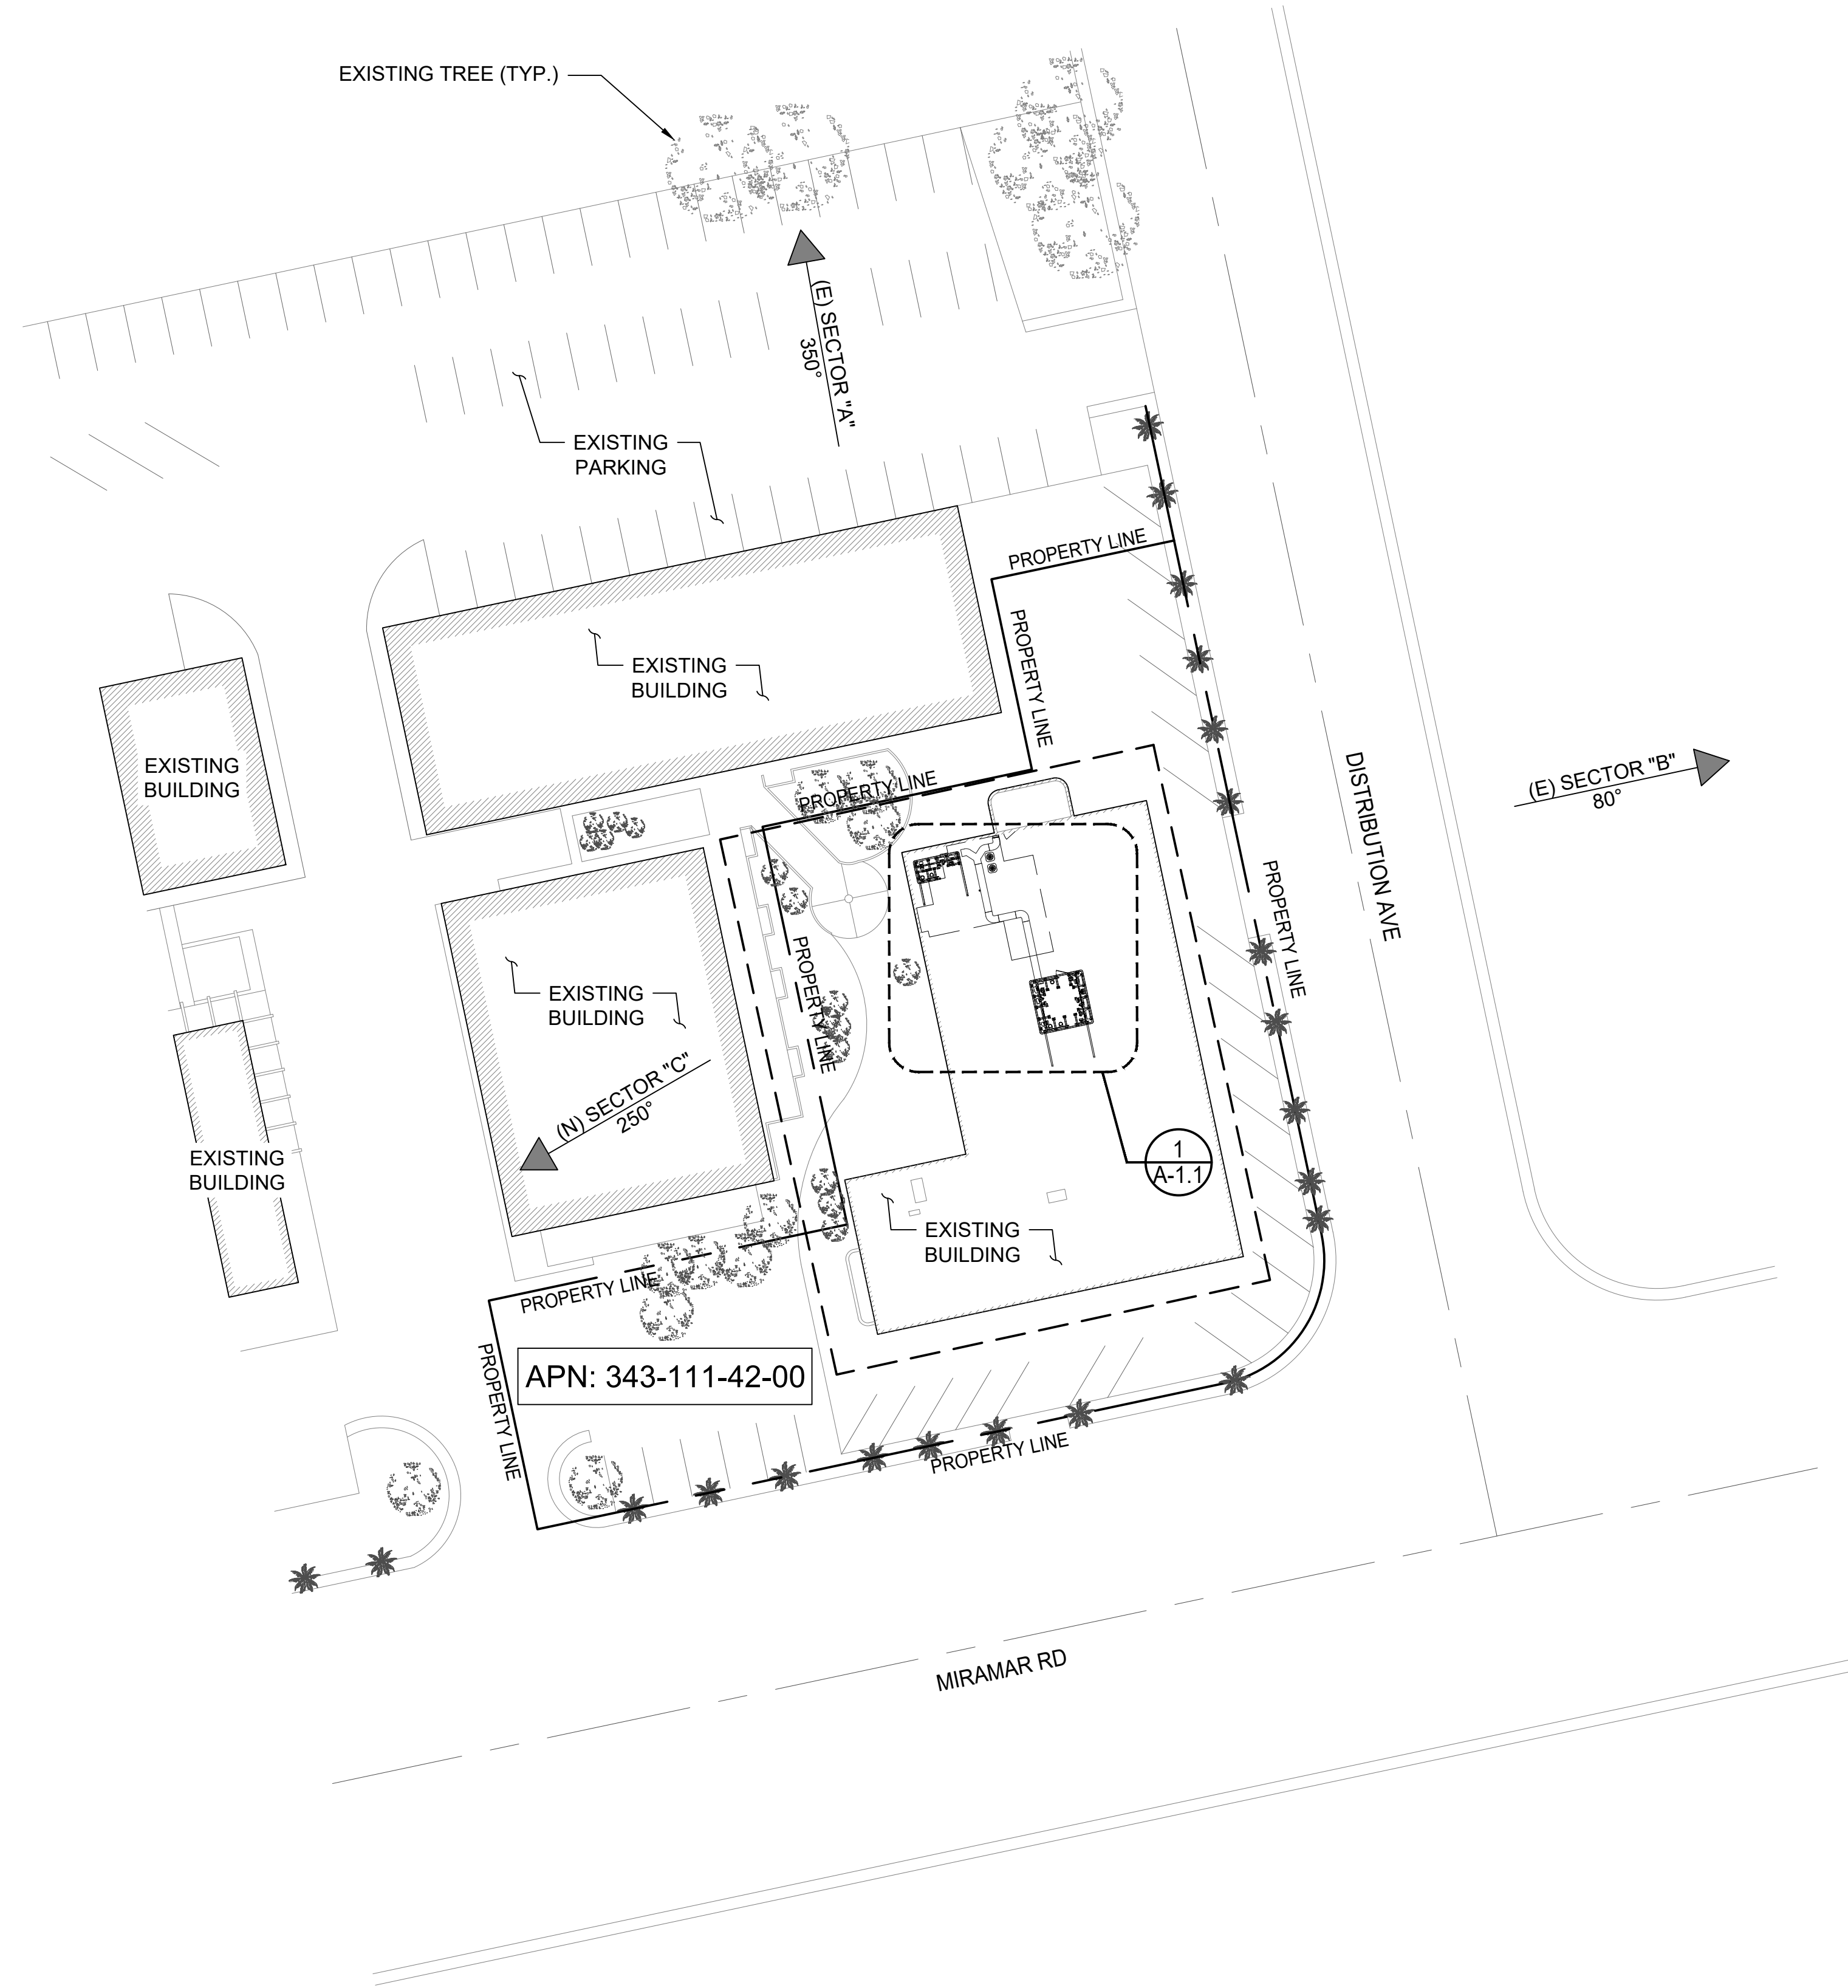 EXISTING TREE (TYP.)
(E) SECTOR "A"
350°
EXISTING
PARKING
PROPERTY LINE
PROPERTY LINE
EXISTING
BUILDING
EXISTING
BUILDING
PROPERTY LINE
(E) SECTOR "B"
80°
DISTRIBUTION AVE
PROPERTY LINE
PROPERTY LINE
EXISTING
BUILDING
(N) SECTOR "C"
250°
1
A-1.1
EXISTING
BUILDING
EXISTING
BUILDING
PROPERTY LINE
PROPERTY LINE
APN: 343-111-42-00
PROPERTY LINE
MIRAMAR RD